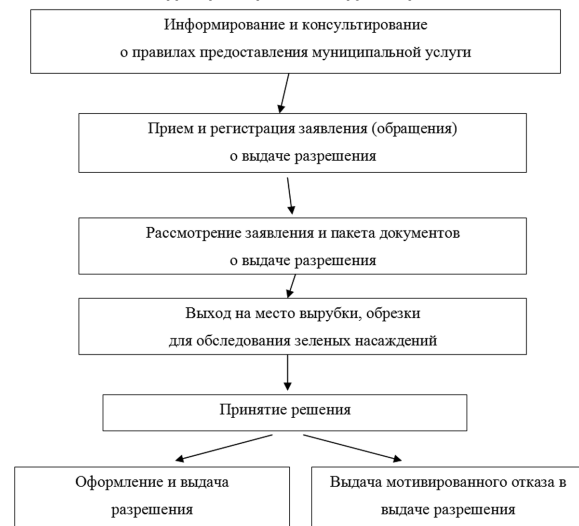 Информирование и консультирование
о правилах предоставления муниципальной услуги
Прием и регистрация заявления (обращения)
о выдаче разрешения
Рассмотрение заявления и пакета документов
о выдаче разрешения
Выход на место вырубки, обрезки
для обследования зеленых насаждений
Принятие решения
Оформление и выдача
разрешения
Выдача мотивированного отказа в
выдаче разрешения